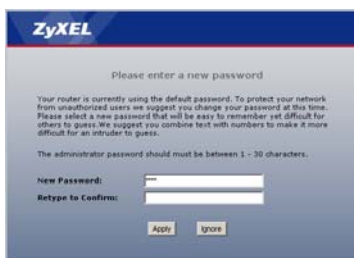 ZyXEL
Please enter a new password
Your router is currently using the default password. To protect your network
from unauthorized users we suggest you change your password at this time.
Please select a new password that will be easy to remember yet difficult for
others to guess. We suggest you combine text with numbers to make it more
difficult for an intruder to guess.
The administrator password should must be between 1 - 30 characters.
New Password: ****
Retype to Confirm:
Apply Ignore